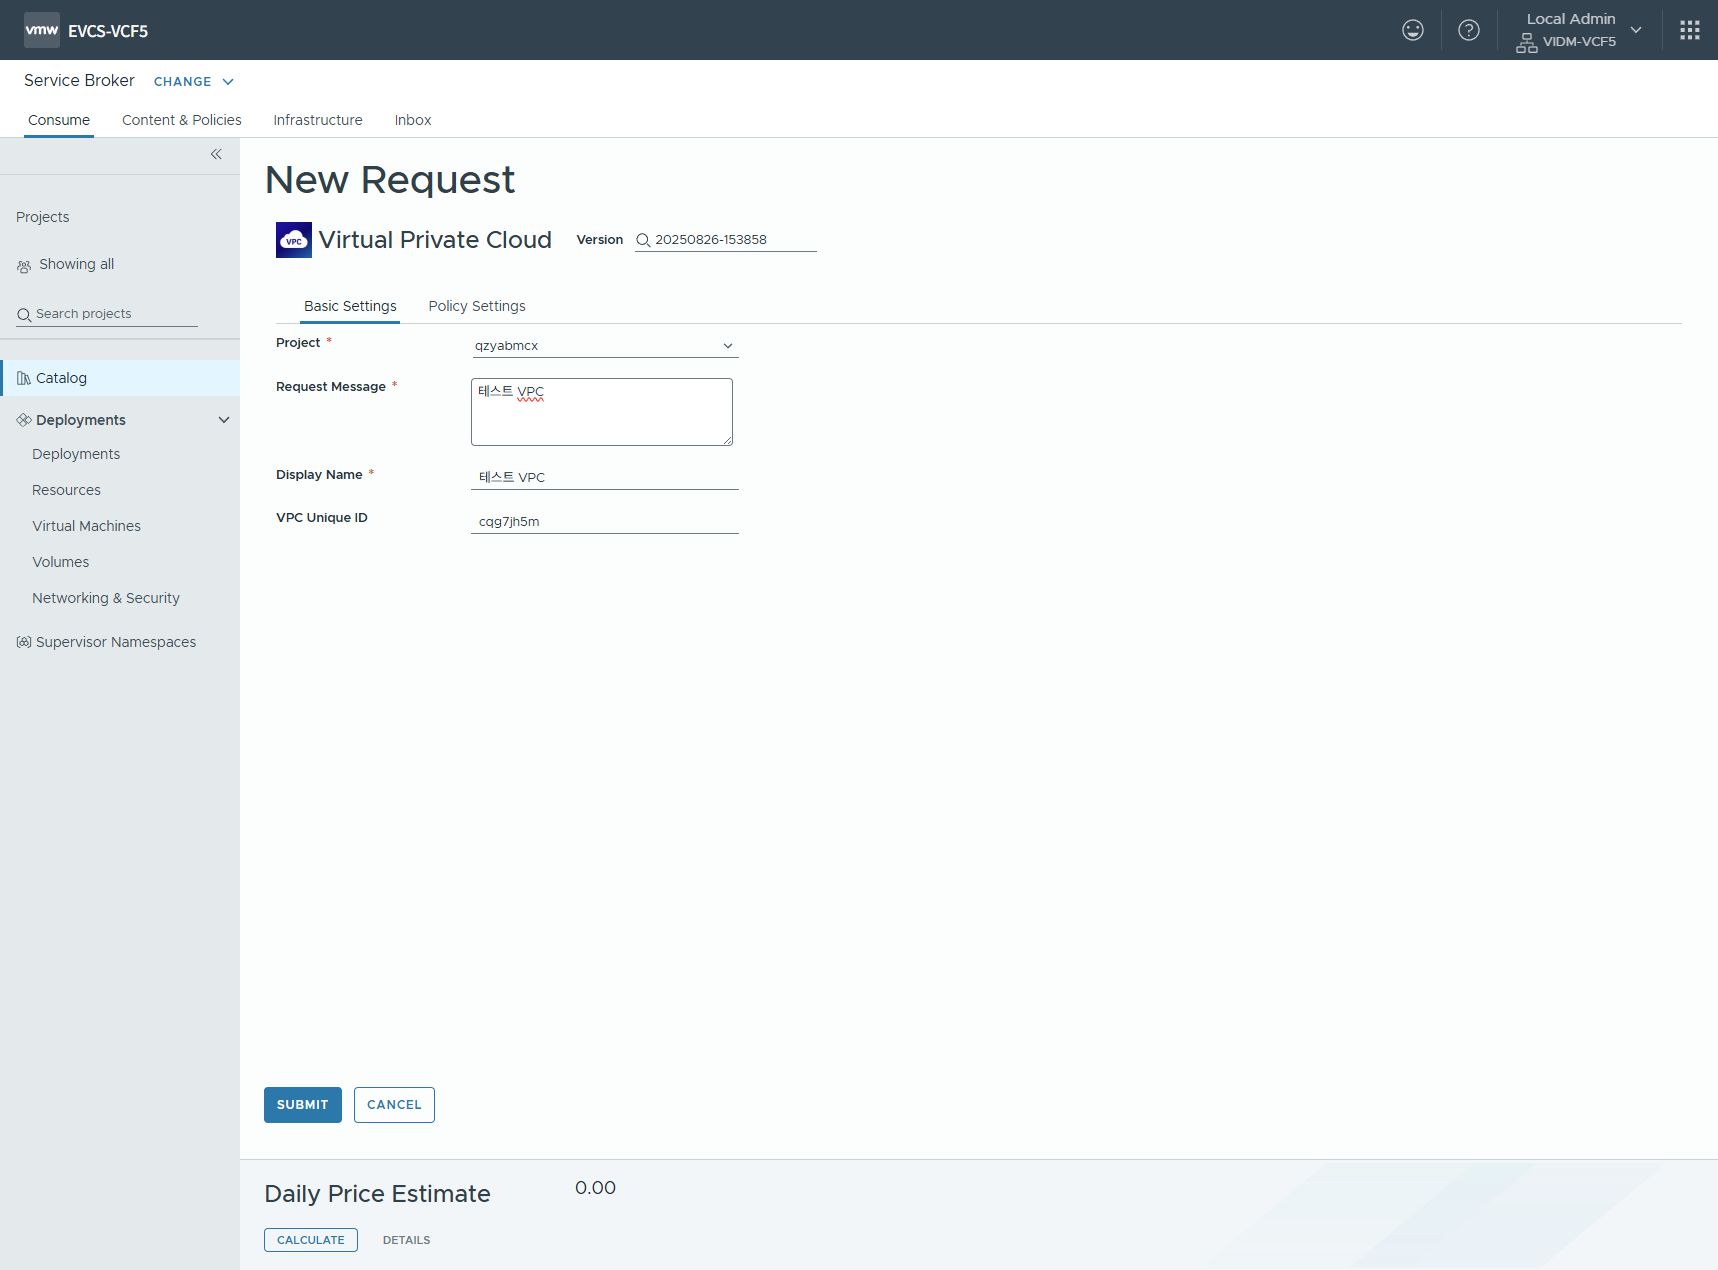 vmw EVCS-VCF5
Local Admin
VIDM-VCF5
Service Broker CHANGE
Consume Content & Policies Infrastructure Inbox
Projects
Showing all
Search projects
Catalog
Deployments
Deployments
Resources
Virtual Machines
Volumes
Networking & Security
Supervisor Namespaces
New Request
VPC Virtual Private Cloud Version 20250826-153858
Basic Settings Policy Settings
Project * qzyabmcx
Request Message * 테스트 VPC
Display Name * 테스트 VPC
VPC Unique ID cqg7jh5m
SUBMIT CANCEL
Daily Price Estimate 0.00
CALCULATE DETAILS